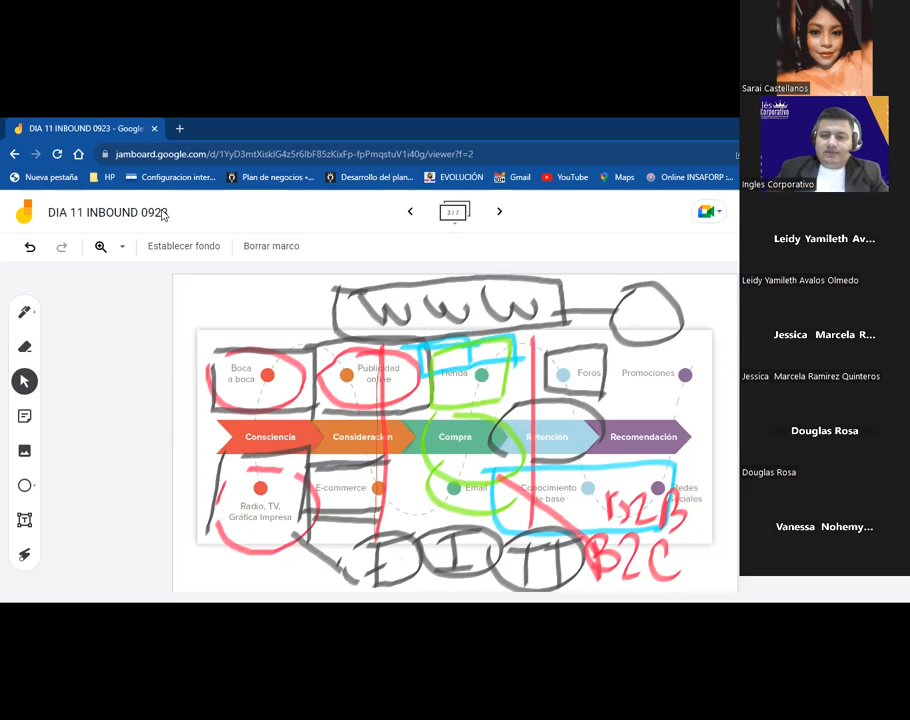 DIA 11 INBOUND 0923 - Google
jamboard.google.com/d/1YyD3mtXisklG4z5r6IbF85zKixFp-fpPmqstuV1i40g/viewer?f=2
Nueva pestaña
HP
Configuracion inter...
Plan de negocios •...
Desarrollo del plan...
EVOLUCIÓN
Gmail
YouTube
Maps
Online INSAFORP :...
DIA 11 INBOUND 0923
3/7
Establecer fondo
Borrar marco
WWW
Boca
a boca
Publicidad
online
Tienda
Foros
Promociones
Consciencia
Consideración
Compra
Retención
Recomendación
Radio, TV,
Gráfica Impresa
E-commerce
Email
Conocimiento
de base
Redes
Sociales
B2B
B2C
Sarai Castellanos
Inglés
Corporativo
Ingles Corporativo
Leidy Yamileth Av...
Leidy Yamileth Avalos Olmedo
Jessica Marcela R...
Jessica Marcela Ramirez Quinteros
Douglas Rosa
Douglas Rosa
Vanessa Nohemy...